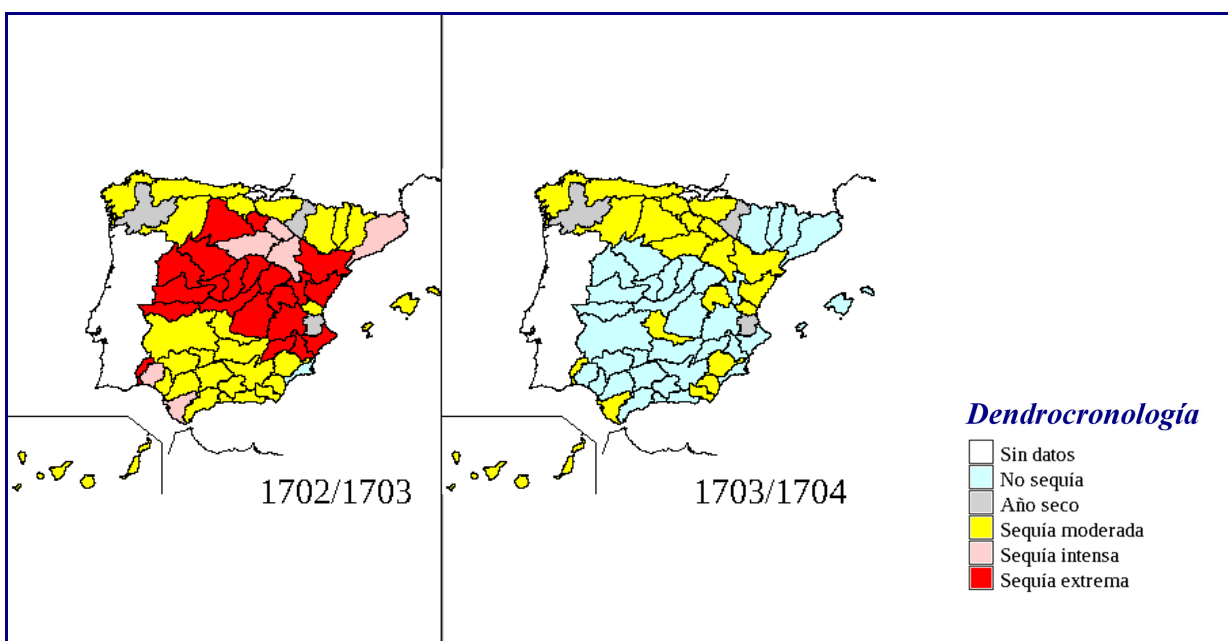 1702/1703
1703/1704
Dendrocronología
Sin datos
No sequía
Año seco
Sequía moderada
Sequía intensa
Sequía extrema